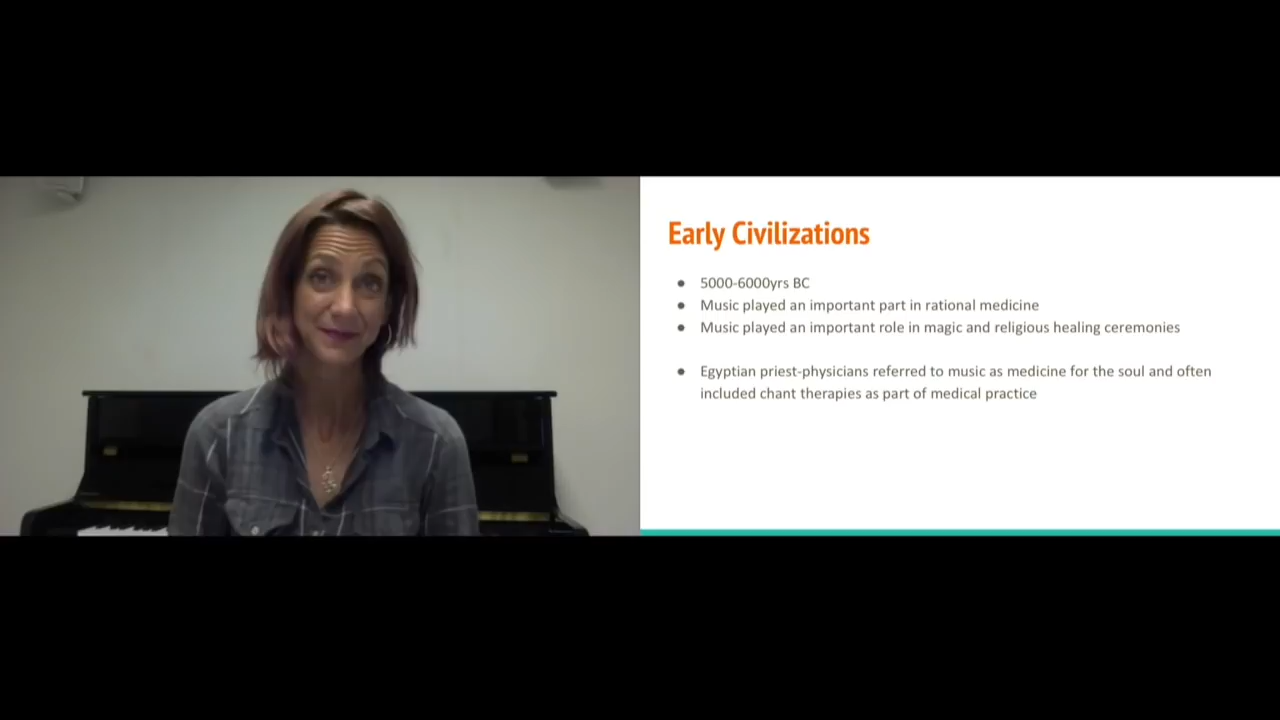 Early Civilizations
● 5000-6000yrs BC
● Music played an important part in rational medicine
● Music played an important role in magic and religious healing ceremonies
● Egyptian priest-physicians referred to music as medicine for the soul and often
included chant therapies as part of medical practice